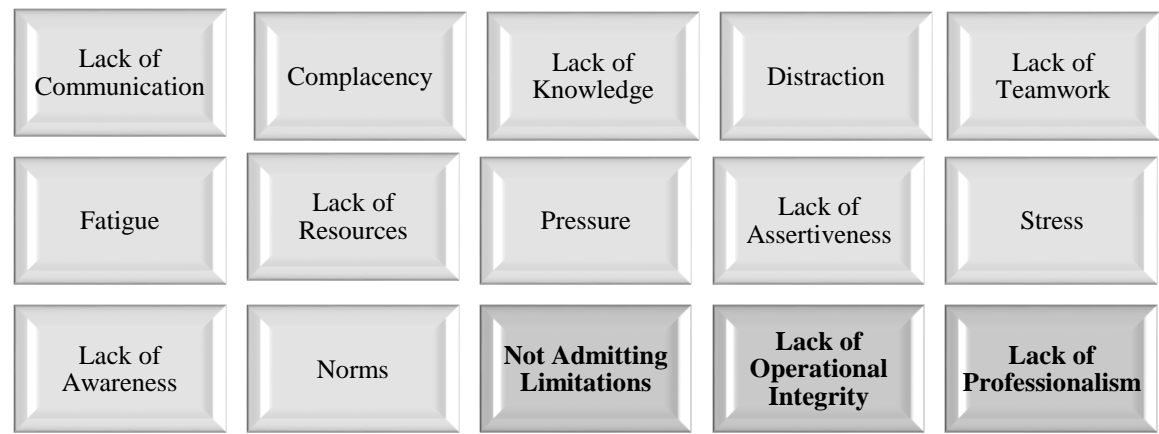 Lack of
Communication
Complacency
Lack of
Knowledge
Distraction
Lack of
Teamwork
Fatigue
Lack of
Resources
Pressure
Lack of
Assertiveness
Stress
Lack of
Awareness
Norms
Not Admitting
Limitations
Lack of
Operational
Integrity
Lack of
Professionalism